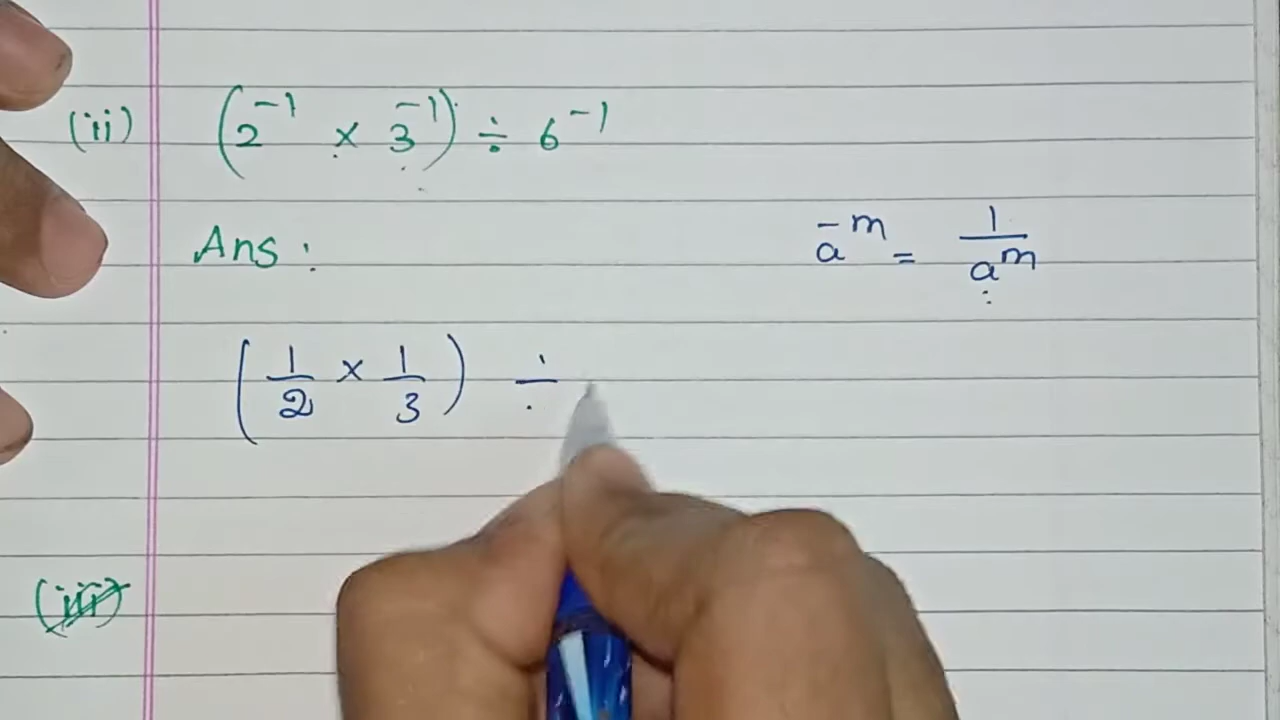 (ii) (2⁻¹ × 3⁻¹) ÷ 6⁻¹
Ans :
a⁻ᵐ = 1/aᵐ
(1/2 × 1/3) ÷
(iii)